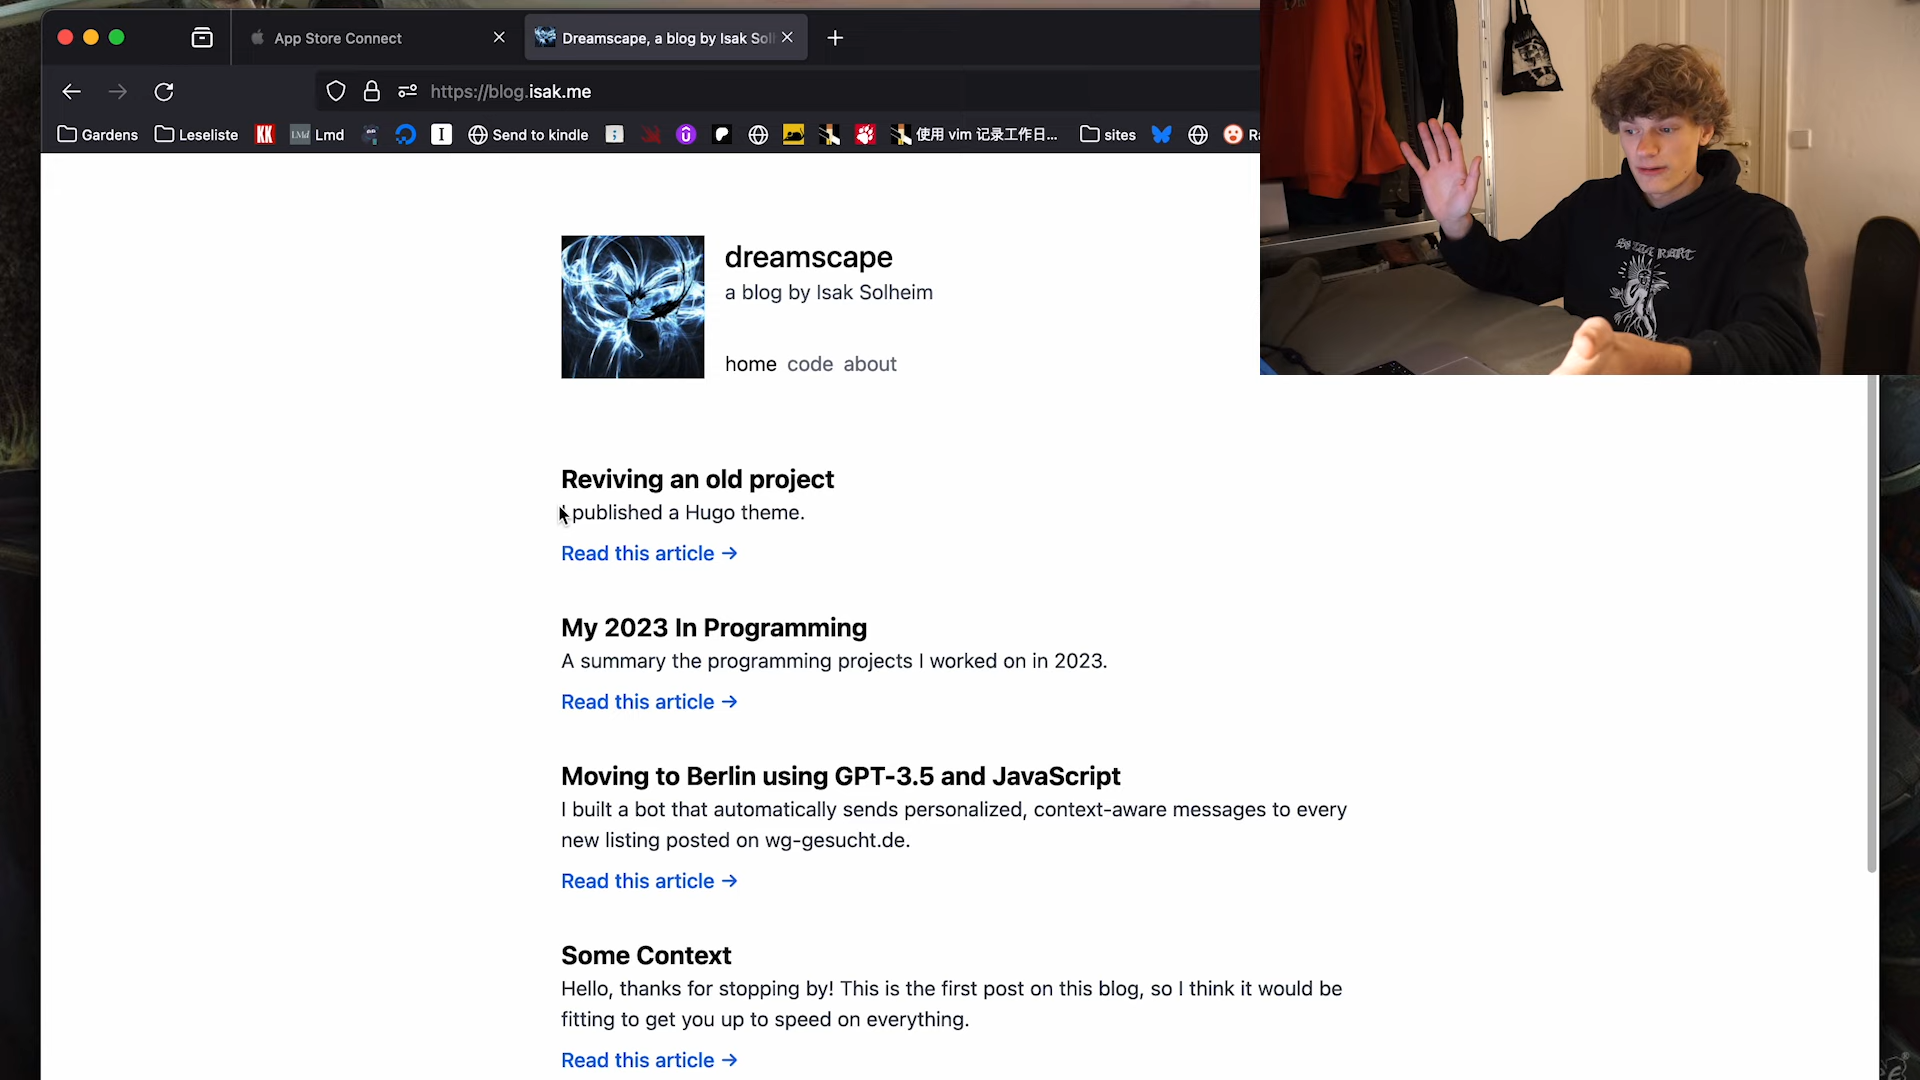 App Store Connect
Dreamscape, a blog by Isak Sol
https://blog.isak.me
Gardens
Leseliste
KK
LMd
Lmd
I
Send to kindle
使用 vim 记录工作日...
sites
dreamscape
a blog by Isak Solheim
home code about
Reviving an old project
published a Hugo theme.
Read this article →
My 2023 In Programming
A summary the programming projects I worked on in 2023.
Read this article →
Moving to Berlin using GPT-3.5 and JavaScript
I built a bot that automatically sends personalized, context-aware messages to every
new listing posted on wg-gesucht.de.
Read this article →
Some Context
Hello, thanks for stopping by! This is the first post on this blog, so I think it would be
fitting to get you up to speed on everything.
Read this article →